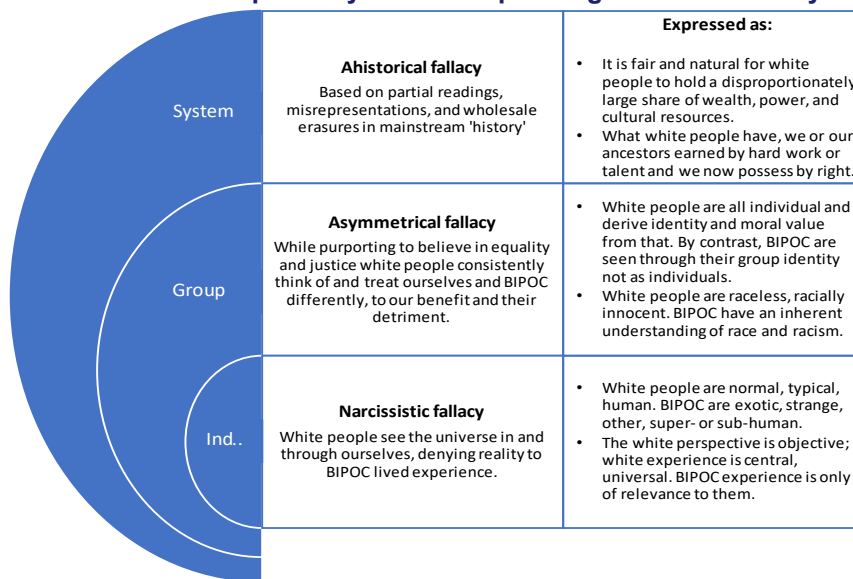 Expressed as:
System
Ahistorical fallacy
Based on partial readings,
misrepresentations, and wholesale
erasures in mainstream 'history'
• It is fair and natural for white
people to hold a disproportionately
large share of wealth, power, and
cultural resources.
• What white people have, we or our
ancestors earned by hard work or
talent and we now possess by right.
Group
Asymmetrical fallacy
While purporting to believe in equality
and justice white people consistently
think of and treat ourselves and BIPOC
differently, to our benefit and their
detriment.
• White people are all individual and
derive identity and moral value
from that. By contrast, BIPOC are
seen through their group identity
not as individuals.
• White people are raceless, racially
innocent. BIPOC have an inherent
understanding of race and racism.
Ind..
Narcissistic fallacy
White people see the universe in and
through ourselves, denying reality to
BIPOC lived experience.
• White people are normal, typical,
human. BIPOC are exotic, strange,
other, super- or sub-human.
• The white perspective is objective;
white experience is central,
universal. BIPOC experience is only
of relevance to them.